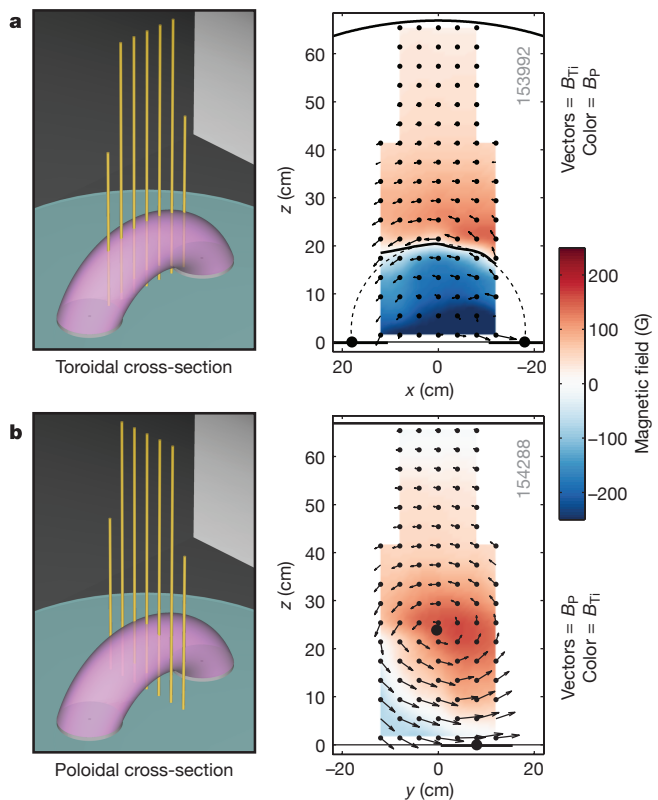 a
Toroidal cross-section
z (cm)
60
50
40
30
20
10
0
20
0
−20
x (cm)
153992
Vectors = B_Ti
Color = B_P
b
Poloidal cross-section
z (cm)
60
50
40
30
20
10
0
−20
0
20
y (cm)
154288
Vectors = B_P
Color = B_Ti
200
100
0
−100
−200
Magnetic field (G)